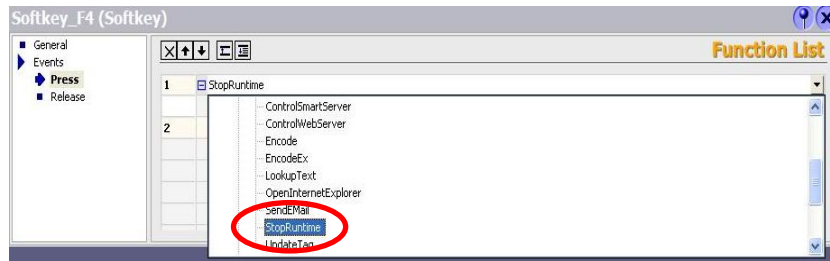 Softkey_F4 (Softkey)
General
Events
Press
Release
Function List
1 StopRuntime
2
ControlSmartServer
ControlWebServer
Encode
EncodeEx
LookupText
OpenInternetExplorer
SendEMail
StopRuntime
UpdateTag